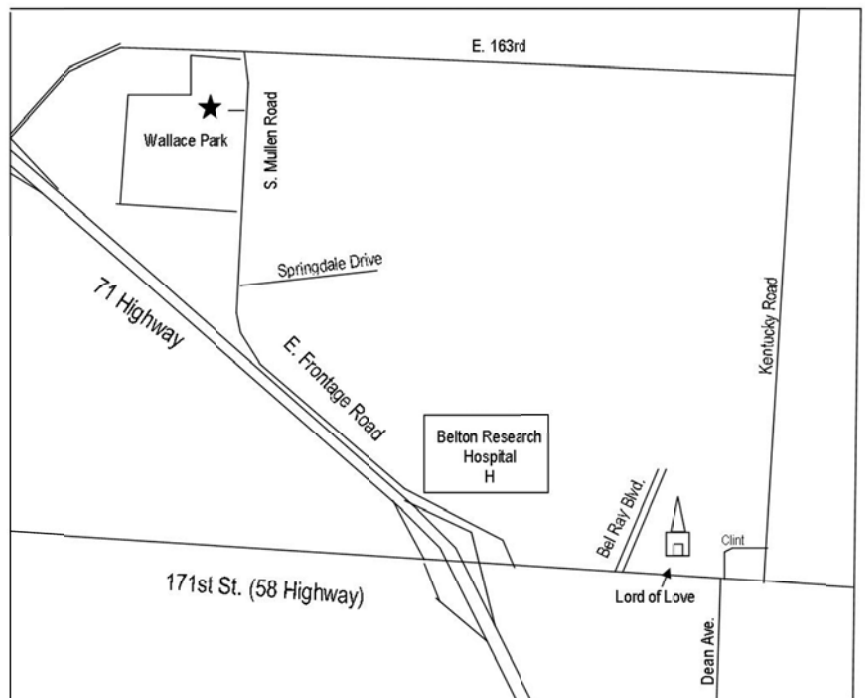 E. 163rd
Wallace Park
S. Mullen Road
Springdale Drive
71 Highway
E. Frontage Road
Kentucky Road
Belton Research
Hospital
H
Bel Ray Blvd.
Clint
171st St. (58 Highway)
Lord of Love
Dean Ave.